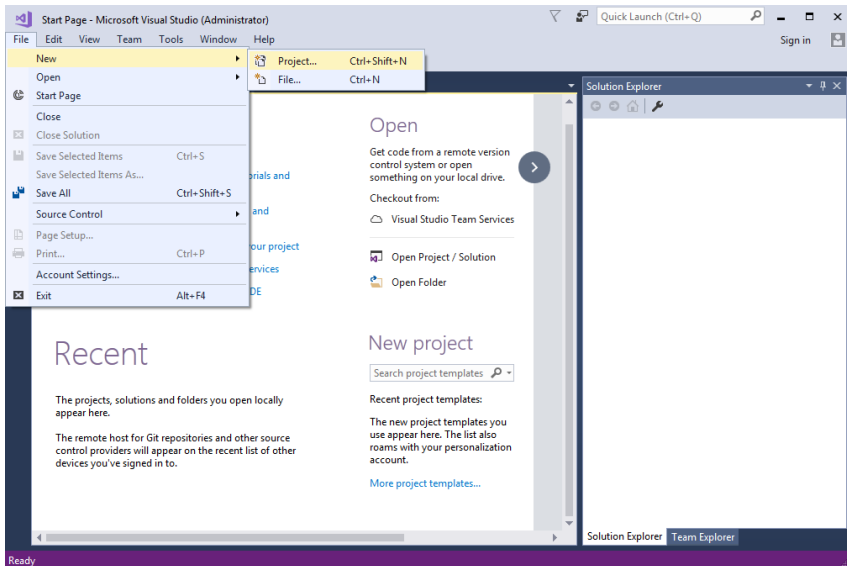 Start Page - Microsoft Visual Studio (Administrator)
Quick Launch (Ctrl+Q)
File Edit View Team Tools Window Help
Sign in
New
Project... Ctrl+Shift+N
Open
File... Ctrl+N
Start Page
Close
Close Solution
Save Selected Items Ctrl+S
Save Selected Items As...
Save All Ctrl+Shift+S
Source Control
Page Setup...
Print... Ctrl+P
Account Settings...
Exit Alt+F4
and
and
our project
Open
Get code from a remote version
control system or open
something on your local drive.
Checkout from:
Visual Studio Team Services
Open Project / Solution
Open Folder
Recent
The projects, solutions and folders you open locally
appear here.
The remote host for Git repositories and other source
control providers will appear on the recent list of other
devices you've signed in to.
New project
Search project templates
Recent project templates:
The new project templates you
use appear here. The list also
roams with your personalization
account.
More project templates...
Solution Explorer
Solution Explorer Team Explorer
Ready